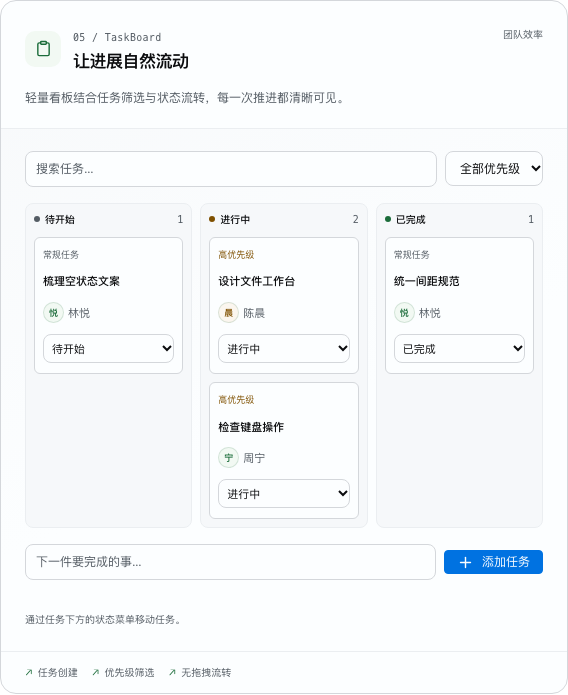 05 / TaskBoard
团队效率
让进展自然流动
轻量看板结合任务筛选与状态流转，每一次推进都清晰可见。
搜索任务...
全部优先级
待开始 1
常规任务
梳理空状态文案
悦 林悦
待开始
进行中 2
高优先级
设计文件工作台
晨 陈晨
进行中
高优先级
检查键盘操作
宁 周宁
进行中
已完成 1
常规任务
统一间距规范
悦 林悦
已完成
下一件要完成的事...
添加任务
通过任务下方的状态菜单移动任务。
任务创建 优先级筛选 无拖拽流转